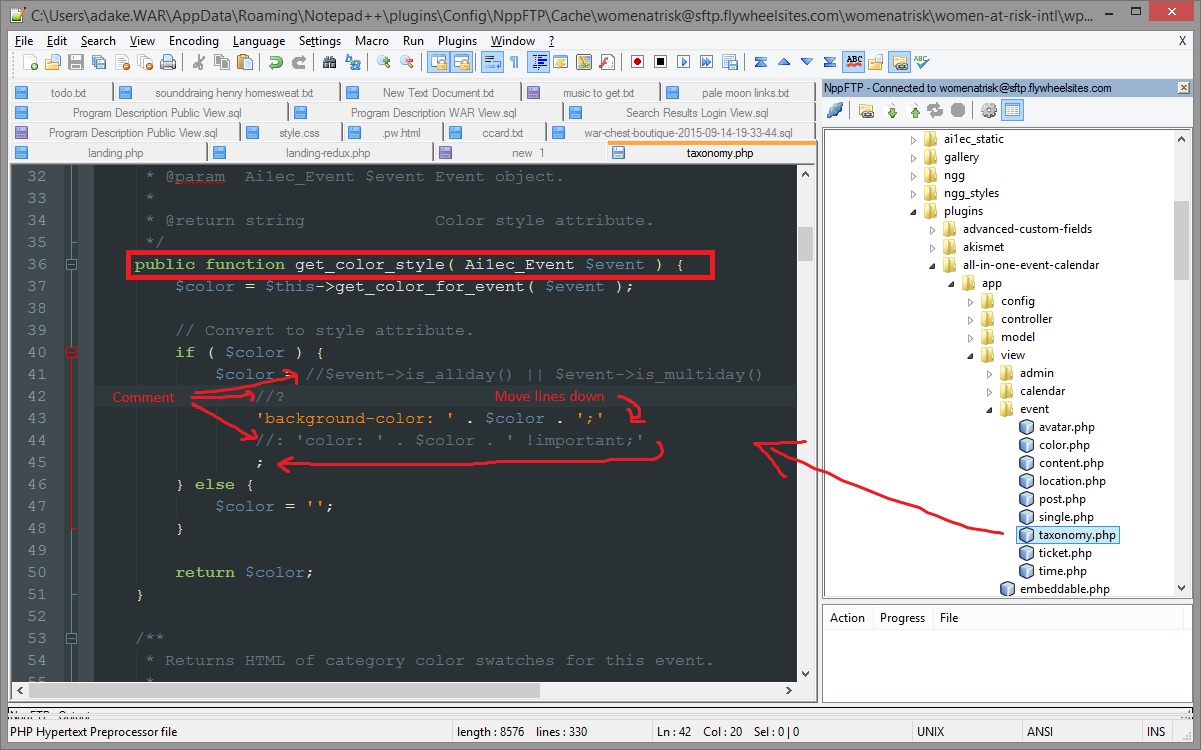 C:\Users\adake.WAR\AppData\Roaming\Notepad++\plugins\Config\NppFTP\Cache\womenatrisk@sftp.flywheelsites.com\womenatrisk\women-at-risk-intl\wp...
File Edit Search View Encoding Language Settings Macro Run Plugins Window ? X
ABC ABC
todo.txt sounddraing henry homesweat.txt New Text Document.txt music to get.txt pale moon links.txt
Program Description Public View.sql Program Description WAR View.sql Search Results Login View.sql
Program Description Public View.sql style.css .pw.html ccard.txt war-chest-boutique-2015-09-14-19-33-44.sql
landing.php landing-redux.php new 1 taxonomy.php
32 * @param Ai1ec_Event $event Event object.
33 *
34 * @return string Color style attribute.
35 */
36 public function get_color_style( Ai1ec_Event $event ) {
37 $color = $this->get_color_for_event( $event );
38
39 // Convert to style attribute.
40 if ( $color ) {
41 $color = //$event->is_allday() || $event->is_multiday()
42 Comment //? Move lines down
43 'background-color: ' . $color . ';'
44 //: 'color: ' . $color . ' !important;'
45 ;
46 } else {
47 $color = '';
48 }
49
50 return $color;
51 }
52
53 /**
54 * Returns HTML of category color swatches for this event.
55 *
NppFTP - Connected to womenatrisk@sftp.flywheelsites.com
ai1ec_static
gallery
ngg
ngg_styles
plugins
advanced-custom-fields
akismet
all-in-one-event-calendar
app
config
controller
model
view
admin
calendar
event
avatar.php
color.php
content.php
location.php
post.php
single.php
taxonomy.php
ticket.php
time.php
embeddable.php
Action Progress File
NppFTP - Output
PHP Hypertext Preprocessor file length : 8576 lines : 330 Ln : 42 Col : 20 Sel : 0 | 0 UNIX ANSI INS